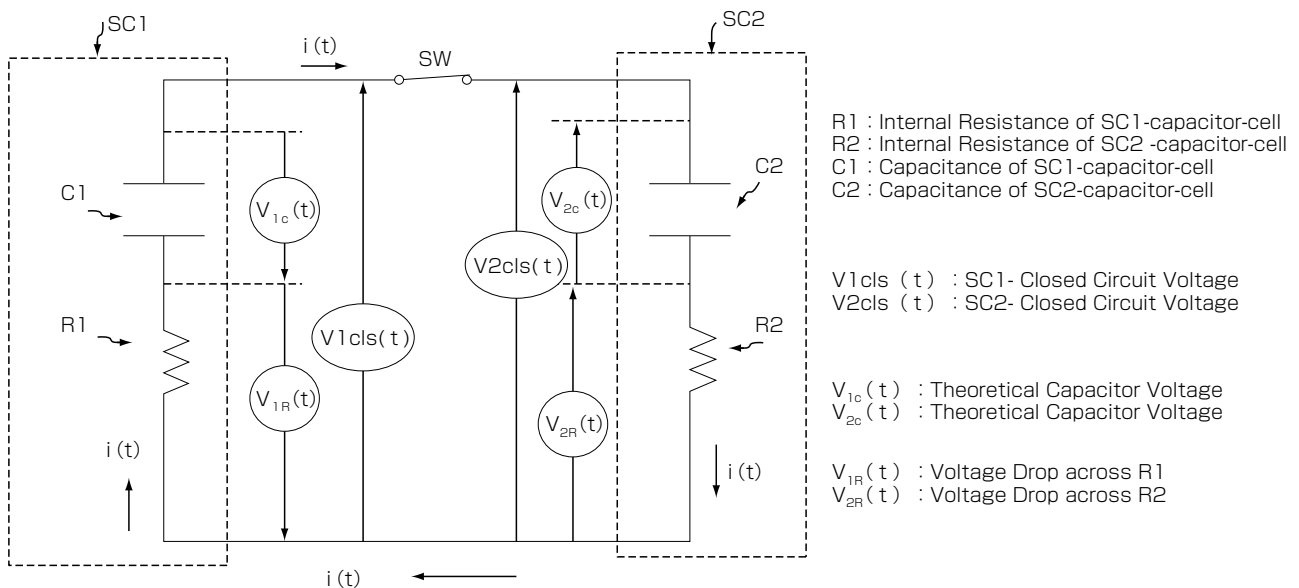 SC1
SC2
i(t)
SW
R1 : Internal Resistance of SC1-capacitor-cell
R2 : Internal Resistance of SC2 -capacitor-cell
C1 : Capacitance of SC1-capacitor-cell
C2 : Capacitance of SC2-capacitor-cell
C1
V1c(t)
V2c(t)
C2
V2cls(t)
V1cls (t) : SC1- Closed Circuit Voltage
V2cls (t) : SC2- Closed Circuit Voltage
R1
V1cls(t)
R2
V1R(t)
V2R(t)
V1c(t) : Theoretical Capacitor Voltage
V2c(t) : Theoretical Capacitor Voltage
i(t)
i(t)
V1R(t) : Voltage Drop across R1
V2R(t) : Voltage Drop across R2
i(t)